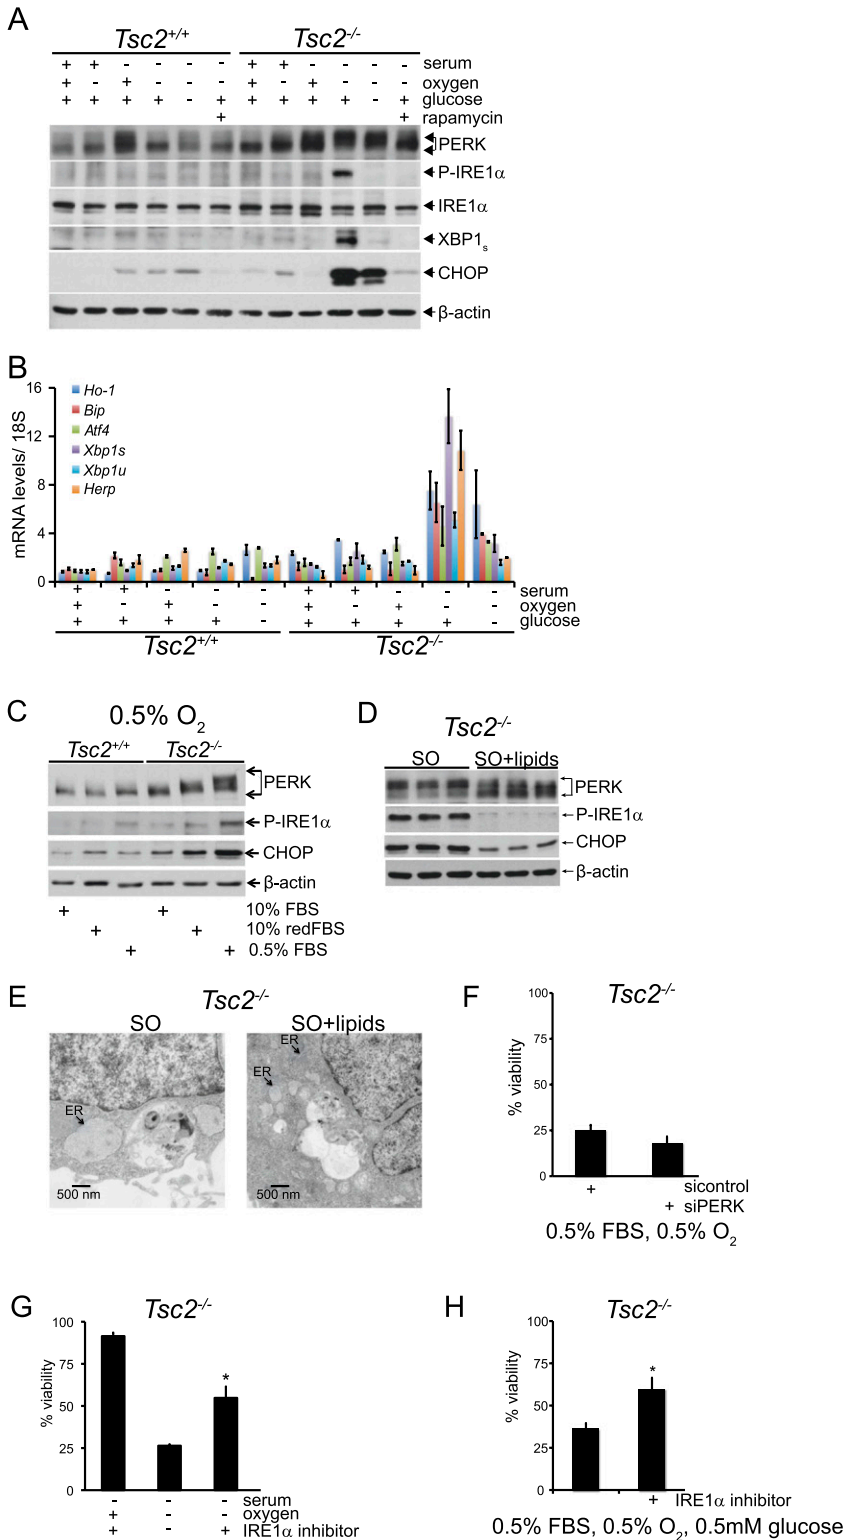 A
Tsc2+/+ Tsc2-/-
+ + - - - - + + - - - - serum
+ - + - - - + - + - - - oxygen
+ + + + - + + + + + - + glucose
+ + rapamycin
PERK
P-IRE1α
IRE1α
XBP1s
CHOP
β-actin
B
mRNA levels/ 18S
16
12
8
4
0
Ho-1
Bip
Atf4
Xbp1s
Xbp1u
Herp
+ + - - - + + - - - serum
+ - + - - + - + - - oxygen
+ + + + - + + + + - glucose
Tsc2+/+ Tsc2-/-
C
0.5% O2
Tsc2+/+ Tsc2-/-
PERK
P-IRE1α
CHOP
β-actin
+ + 10% FBS
+ + 10% redFBS
+ + 0.5% FBS
D
Tsc2-/-
SO SO+lipids
PERK
P-IRE1α
CHOP
β-actin
E
Tsc2-/-
SO SO+lipids
ER
500 nm
ER
ER
500 nm
F
Tsc2-/-
% viability
100
75
50
25
0
+ sicontrol
+ siPERK
0.5% FBS, 0.5% O2
G
Tsc2-/-
% viability
100
75
50
25
0
*
- - - serum
+ - - oxygen
+ - + IRE1α inhibitor
H
Tsc2-/-
% viability
100
75
50
25
0
*
+ IRE1α inhibitor
0.5% FBS, 0.5% O2, 0.5mM glucose